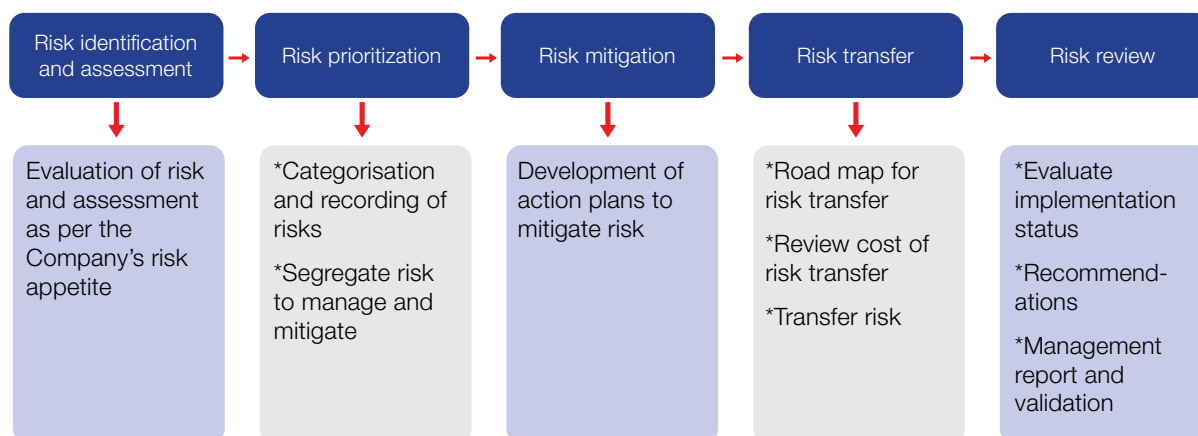 Risk identification
and assessment
Risk prioritization
Risk mitigation
Risk transfer
Risk review
Evaluation of risk
and assessment
as per the
Company's risk
appetite
*Categorisation
and recording of
risks
*Segregate risk
to manage and
mitigate
Development of
action plans to
mitigate risk
*Road map for
risk transfer
*Review cost of
risk transfer
*Transfer risk
*Evaluate
implementation
status
*Recommend-
ations
*Management
report and
validation